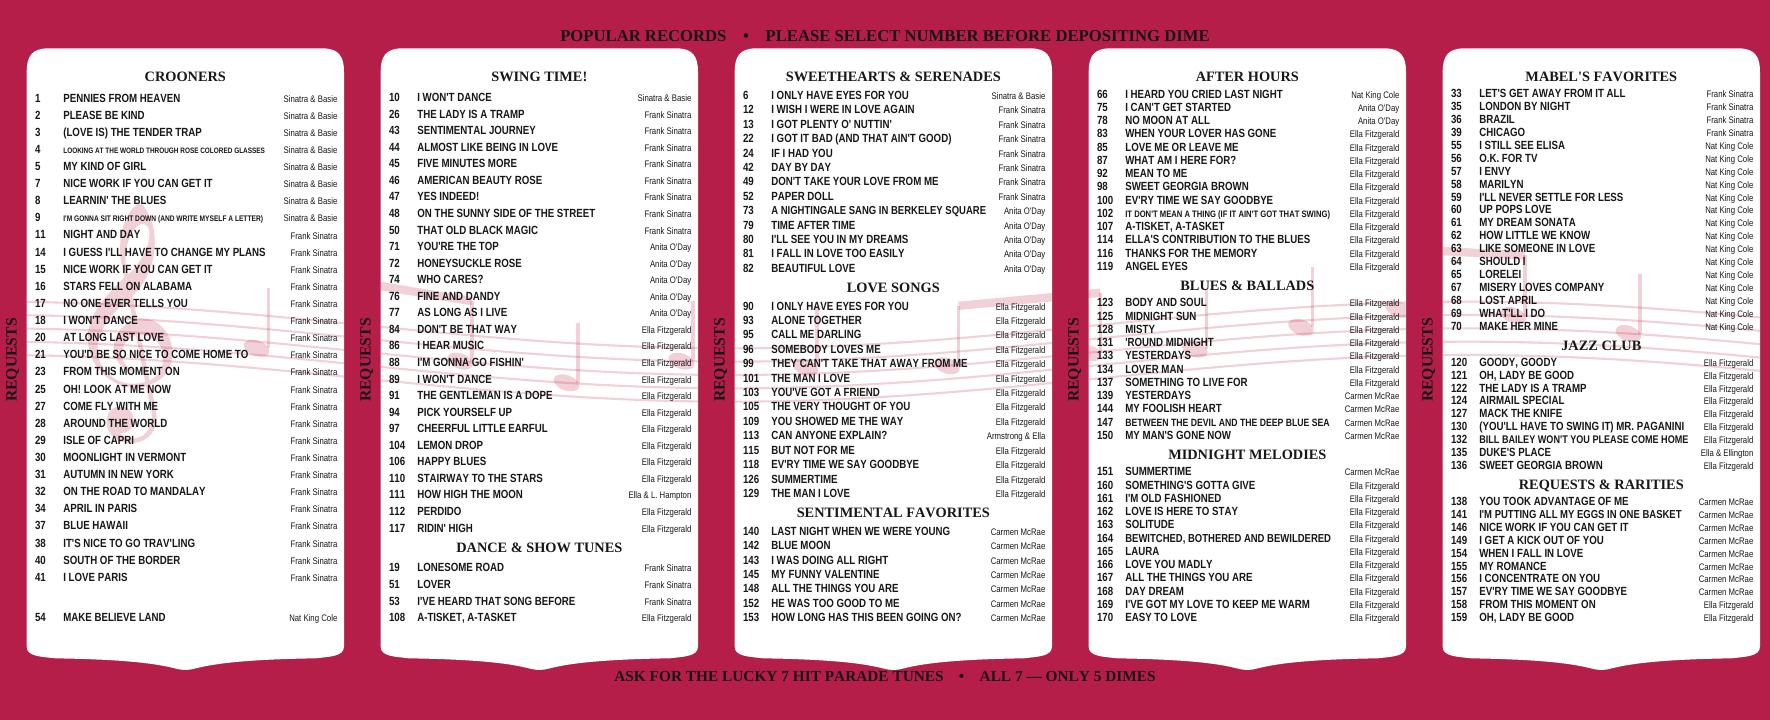 POPULAR RECORDS • PLEASE SELECT NUMBER BEFORE DEPOSITING DIME
REQUESTS
CROONERS
1 PENNIES FROM HEAVEN Sinatra & Basie
2 PLEASE BE KIND Sinatra & Basie
3 (LOVE IS) THE TENDER TRAP Sinatra & Basie
4 LOOKING AT THE WORLD THROUGH ROSE COLORED GLASSES Sinatra & Basie
5 MY KIND OF GIRL Sinatra & Basie
7 NICE WORK IF YOU CAN GET IT Sinatra & Basie
8 LEARNIN' THE BLUES Sinatra & Basie
9 I'M GONNA SIT RIGHT DOWN (AND WRITE MYSELF A LETTER) Sinatra & Basie
11 NIGHT AND DAY Frank Sinatra
14 I GUESS I'LL HAVE TO CHANGE MY PLANS Frank Sinatra
15 NICE WORK IF YOU CAN GET IT Frank Sinatra
16 STARS FELL ON ALABAMA Frank Sinatra
17 NO ONE EVER TELLS YOU Frank Sinatra
18 I WON'T DANCE Frank Sinatra
20 AT LONG LAST LOVE Frank Sinatra
21 YOU'D BE SO NICE TO COME HOME TO Frank Sinatra
23 FROM THIS MOMENT ON Frank Sinatra
25 OH! LOOK AT ME NOW Frank Sinatra
27 COME FLY WITH ME Frank Sinatra
28 AROUND THE WORLD Frank Sinatra
29 ISLE OF CAPRI Frank Sinatra
30 MOONLIGHT IN VERMONT Frank Sinatra
31 AUTUMN IN NEW YORK Frank Sinatra
32 ON THE ROAD TO MANDALAY Frank Sinatra
34 APRIL IN PARIS Frank Sinatra
37 BLUE HAWAII Frank Sinatra
38 IT'S NICE TO GO TRAV'LING Frank Sinatra
40 SOUTH OF THE BORDER Frank Sinatra
41 I LOVE PARIS Frank Sinatra
54 MAKE BELIEVE LAND Nat King Cole
REQUESTS
SWING TIME!
10 I WON'T DANCE Sinatra & Basie
26 THE LADY IS A TRAMP Frank Sinatra
43 SENTIMENTAL JOURNEY Frank Sinatra
44 ALMOST LIKE BEING IN LOVE Frank Sinatra
45 FIVE MINUTES MORE Frank Sinatra
46 AMERICAN BEAUTY ROSE Frank Sinatra
47 YES INDEED! Frank Sinatra
48 ON THE SUNNY SIDE OF THE STREET Frank Sinatra
50 THAT OLD BLACK MAGIC Frank Sinatra
71 YOU'RE THE TOP Anita O'Day
72 HONEYSUCKLE ROSE Anita O'Day
74 WHO CARES? Anita O'Day
76 FINE AND DANDY Anita O'Day
77 AS LONG AS I LIVE Anita O'Day
84 DON'T BE THAT WAY Ella Fitzgerald
86 I HEAR MUSIC Ella Fitzgerald
88 I'M GONNA GO FISHIN' Ella Fitzgerald
89 I WON'T DANCE Ella Fitzgerald
91 THE GENTLEMAN IS A DOPE Ella Fitzgerald
94 PICK YOURSELF UP Ella Fitzgerald
97 CHEERFUL LITTLE EARFUL Ella Fitzgerald
104 LEMON DROP Ella Fitzgerald
106 HAPPY BLUES Ella Fitzgerald
110 STAIRWAY TO THE STARS Ella Fitzgerald
111 HOW HIGH THE MOON Ella & L. Hampton
112 PERDIDO Ella Fitzgerald
117 RIDIN' HIGH Ella Fitzgerald
DANCE & SHOW TUNES
19 LONESOME ROAD Frank Sinatra
51 LOVER Frank Sinatra
53 I'VE HEARD THAT SONG BEFORE Frank Sinatra
108 A-TISKET, A-TASKET Ella Fitzgerald
REQUESTS
SWEETHEARTS & SERENADES
6 I ONLY HAVE EYES FOR YOU Sinatra & Basie
12 I WISH I WERE IN LOVE AGAIN Frank Sinatra
13 I GOT PLENTY O' NUTTIN' Frank Sinatra
22 I GOT IT BAD (AND THAT AIN'T GOOD) Frank Sinatra
24 IF I HAD YOU Frank Sinatra
42 DAY BY DAY Frank Sinatra
49 DON'T TAKE YOUR LOVE FROM ME Frank Sinatra
52 PAPER DOLL Frank Sinatra
73 A NIGHTINGALE SANG IN BERKELEY SQUARE Anita O'Day
79 TIME AFTER TIME Anita O'Day
80 I'LL SEE YOU IN MY DREAMS Anita O'Day
81 I FALL IN LOVE TOO EASILY Anita O'Day
82 BEAUTIFUL LOVE Anita O'Day
LOVE SONGS
90 I ONLY HAVE EYES FOR YOU Ella Fitzgerald
93 ALONE TOGETHER Ella Fitzgerald
95 CALL ME DARLING Ella Fitzgerald
96 SOMEBODY LOVES ME Ella Fitzgerald
99 THEY CAN'T TAKE THAT AWAY FROM ME Ella Fitzgerald
101 THE MAN I LOVE Ella Fitzgerald
103 YOU'VE GOT A FRIEND Ella Fitzgerald
105 THE VERY THOUGHT OF YOU Ella Fitzgerald
109 YOU SHOWED ME THE WAY Ella Fitzgerald
113 CAN ANYONE EXPLAIN? Armstrong & Ella
115 BUT NOT FOR ME Ella Fitzgerald
118 EV'RY TIME WE SAY GOODBYE Ella Fitzgerald
126 SUMMERTIME Ella Fitzgerald
129 THE MAN I LOVE Ella Fitzgerald
SENTIMENTAL FAVORITES
140 LAST NIGHT WHEN WE WERE YOUNG Carmen McRae
142 BLUE MOON Carmen McRae
143 I WAS DOING ALL RIGHT Carmen McRae
145 MY FUNNY VALENTINE Carmen McRae
148 ALL THE THINGS YOU ARE Carmen McRae
152 HE WAS TOO GOOD TO ME Carmen McRae
153 HOW LONG HAS THIS BEEN GOING ON? Carmen McRae
REQUESTS
AFTER HOURS
66 I HEARD YOU CRIED LAST NIGHT Nat King Cole
75 I CAN'T GET STARTED Anita O'Day
78 NO MOON AT ALL Anita O'Day
83 WHEN YOUR LOVER HAS GONE Ella Fitzgerald
85 LOVE ME OR LEAVE ME Ella Fitzgerald
87 WHAT AM I HERE FOR? Ella Fitzgerald
92 MEAN TO ME Ella Fitzgerald
98 SWEET GEORGIA BROWN Ella Fitzgerald
100 EV'RY TIME WE SAY GOODBYE Ella Fitzgerald
102 IT DON'T MEAN A THING (IF IT AIN'T GOT THAT SWING) Ella Fitzgerald
107 A-TISKET, A-TASKET Ella Fitzgerald
114 ELLA'S CONTRIBUTION TO THE BLUES Ella Fitzgerald
116 THANKS FOR THE MEMORY Ella Fitzgerald
119 ANGEL EYES Ella Fitzgerald
BLUES & BALLADS
123 BODY AND SOUL Ella Fitzgerald
125 MIDNIGHT SUN Ella Fitzgerald
128 MISTY Ella Fitzgerald
131 'ROUND MIDNIGHT Ella Fitzgerald
133 YESTERDAYS Ella Fitzgerald
134 LOVER MAN Ella Fitzgerald
137 SOMETHING TO LIVE FOR Ella Fitzgerald
139 YESTERDAYS Carmen McRae
144 MY FOOLISH HEART Carmen McRae
147 BETWEEN THE DEVIL AND THE DEEP BLUE SEA Carmen McRae
150 MY MAN'S GONE NOW Carmen McRae
MIDNIGHT MELODIES
151 SUMMERTIME Carmen McRae
160 SOMETHING'S GOTTA GIVE Ella Fitzgerald
161 I'M OLD FASHIONED Ella Fitzgerald
162 LOVE IS HERE TO STAY Ella Fitzgerald
163 SOLITUDE Ella Fitzgerald
164 BEWITCHED, BOTHERED AND BEWILDERED Ella Fitzgerald
165 LAURA Ella Fitzgerald
166 LOVE YOU MADLY Ella Fitzgerald
167 ALL THE THINGS YOU ARE Ella Fitzgerald
168 DAY DREAM Ella Fitzgerald
169 I'VE GOT MY LOVE TO KEEP ME WARM Ella Fitzgerald
170 EASY TO LOVE Ella Fitzgerald
REQUESTS
MABEL'S FAVORITES
33 LET'S GET AWAY FROM IT ALL Frank Sinatra
35 LONDON BY NIGHT Frank Sinatra
36 BRAZIL Frank Sinatra
39 CHICAGO Frank Sinatra
55 I STILL SEE ELISA Nat King Cole
56 O.K. FOR TV Nat King Cole
57 I ENVY Nat King Cole
58 MARILYN Nat King Cole
59 I'LL NEVER SETTLE FOR LESS Nat King Cole
60 UP POPS LOVE Nat King Cole
61 MY DREAM SONATA Nat King Cole
62 HOW LITTLE WE KNOW Nat King Cole
63 LIKE SOMEONE IN LOVE Nat King Cole
64 SHOULD I Nat King Cole
65 LORELEI Nat King Cole
67 MISERY LOVES COMPANY Nat King Cole
68 LOST APRIL Nat King Cole
69 WHAT'LL I DO Nat King Cole
70 MAKE HER MINE Nat King Cole
JAZZ CLUB
120 GOODY, GOODY Ella Fitzgerald
121 OH, LADY BE GOOD Ella Fitzgerald
122 THE LADY IS A TRAMP Ella Fitzgerald
124 AIRMAIL SPECIAL Ella Fitzgerald
127 MACK THE KNIFE Ella Fitzgerald
130 (YOU'LL HAVE TO SWING IT) MR. PAGANINI Ella Fitzgerald
132 BILL BAILEY WON'T YOU PLEASE COME HOME Ella Fitzgerald
135 DUKE'S PLACE Ella & Ellington
136 SWEET GEORGIA BROWN Ella Fitzgerald
REQUESTS & RARITIES
138 YOU TOOK ADVANTAGE OF ME Carmen McRae
141 I'M PUTTING ALL MY EGGS IN ONE BASKET Carmen McRae
146 NICE WORK IF YOU CAN GET IT Carmen McRae
149 I GET A KICK OUT OF YOU Carmen McRae
154 WHEN I FALL IN LOVE Carmen McRae
155 MY ROMANCE Carmen McRae
156 I CONCENTRATE ON YOU Carmen McRae
157 EV'RY TIME WE SAY GOODBYE Carmen McRae
158 FROM THIS MOMENT ON Ella Fitzgerald
159 OH, LADY BE GOOD Ella Fitzgerald
ASK FOR THE LUCKY 7 HIT PARADE TUNES • ALL 7 — ONLY 5 DIMES